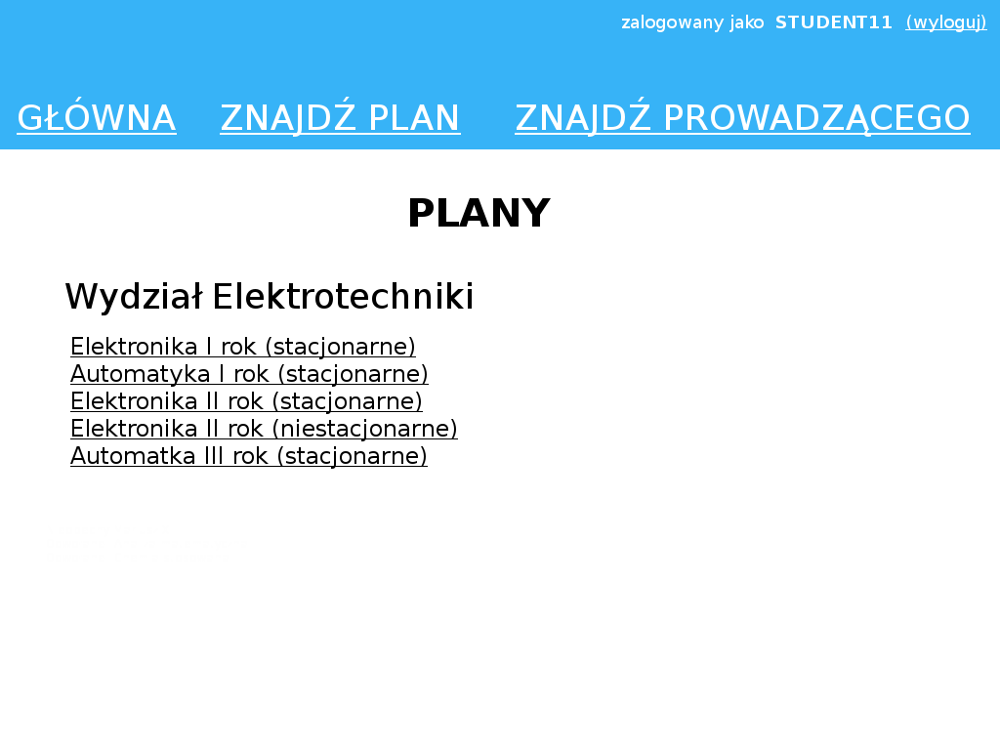 zalogowany jako STUDENT11 (wyloguj)
GŁÓWNA ZNAJDŹ PLAN ZNAJDŹ PROWADZĄCEGO
PLANY
Wydział Elektrotechniki
Elektronika I rok (stacjonarne)
Automatyka I rok (stacjonarne)
Elektronika II rok (stacjonarne)
Elektronika II rok (niestacjonarne)
Automatka III rok (stacjonarne)